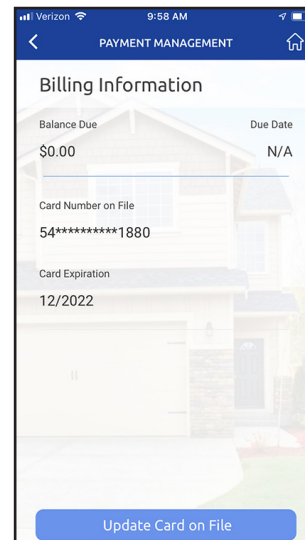 Verizon 9:58 AM
PAYMENT MANAGEMENT
Billing Information
Balance Due Due Date
$0.00 N/A
Card Number on File
54**********1880
Card Expiration
12/2022
Update Card on File